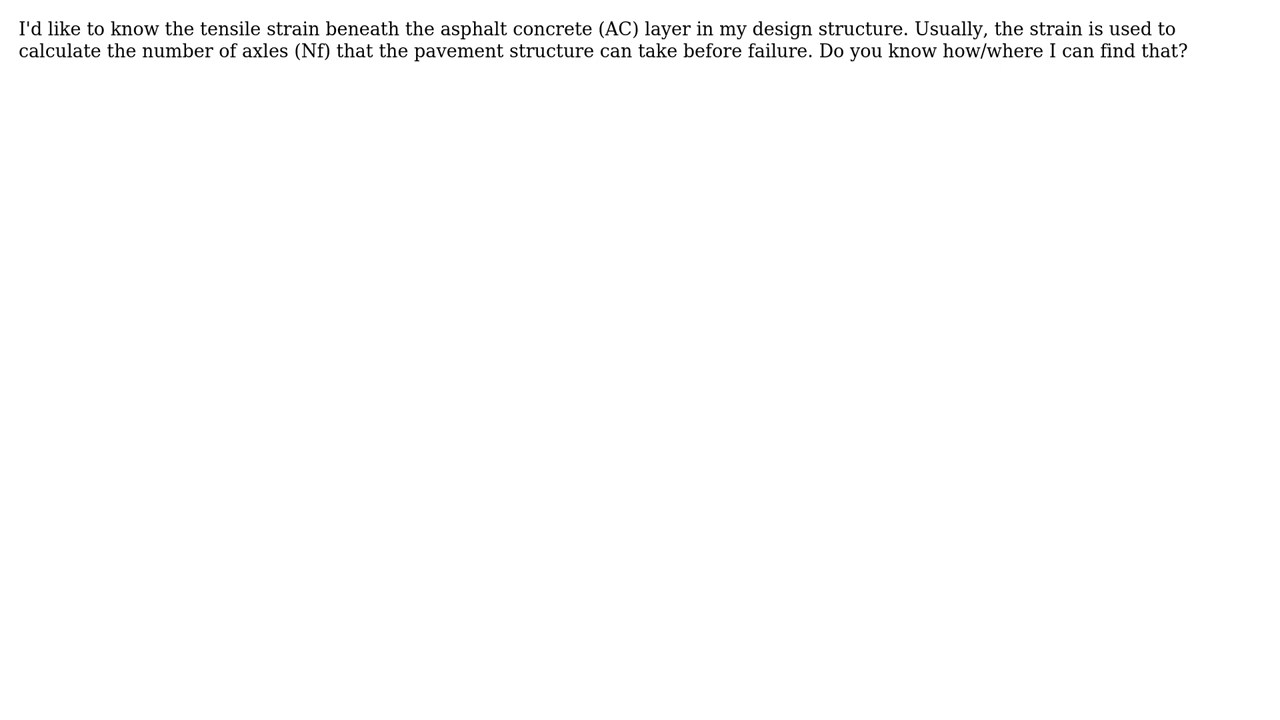 I'd like to know the tensile strain beneath the asphalt concrete (AC) layer in my design structure. Usually, the strain is used to
calculate the number of axles (Nf) that the pavement structure can take before failure. Do you know how/where I can find that?